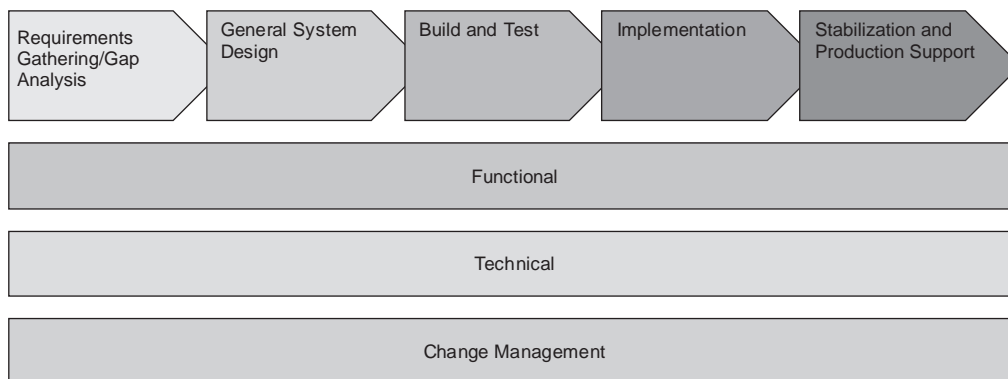 Requirements
Gathering/Gap
Analysis
General System
Design
Build and Test
Implementation
Stabilization and
Production Support
Functional
Technical
Change Management